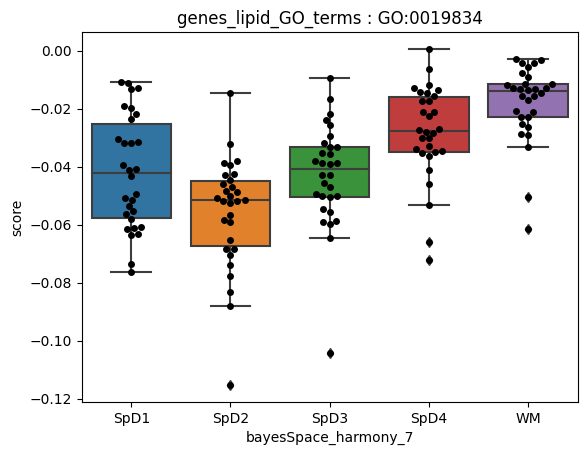 genes_lipid_GO_terms : GO:0019834
0.00
−0.02
−0.04
−0.06
−0.08
−0.10
−0.12
score
SpD1 SpD2 SpD3 SpD4 WM
bayesSpace_harmony_7